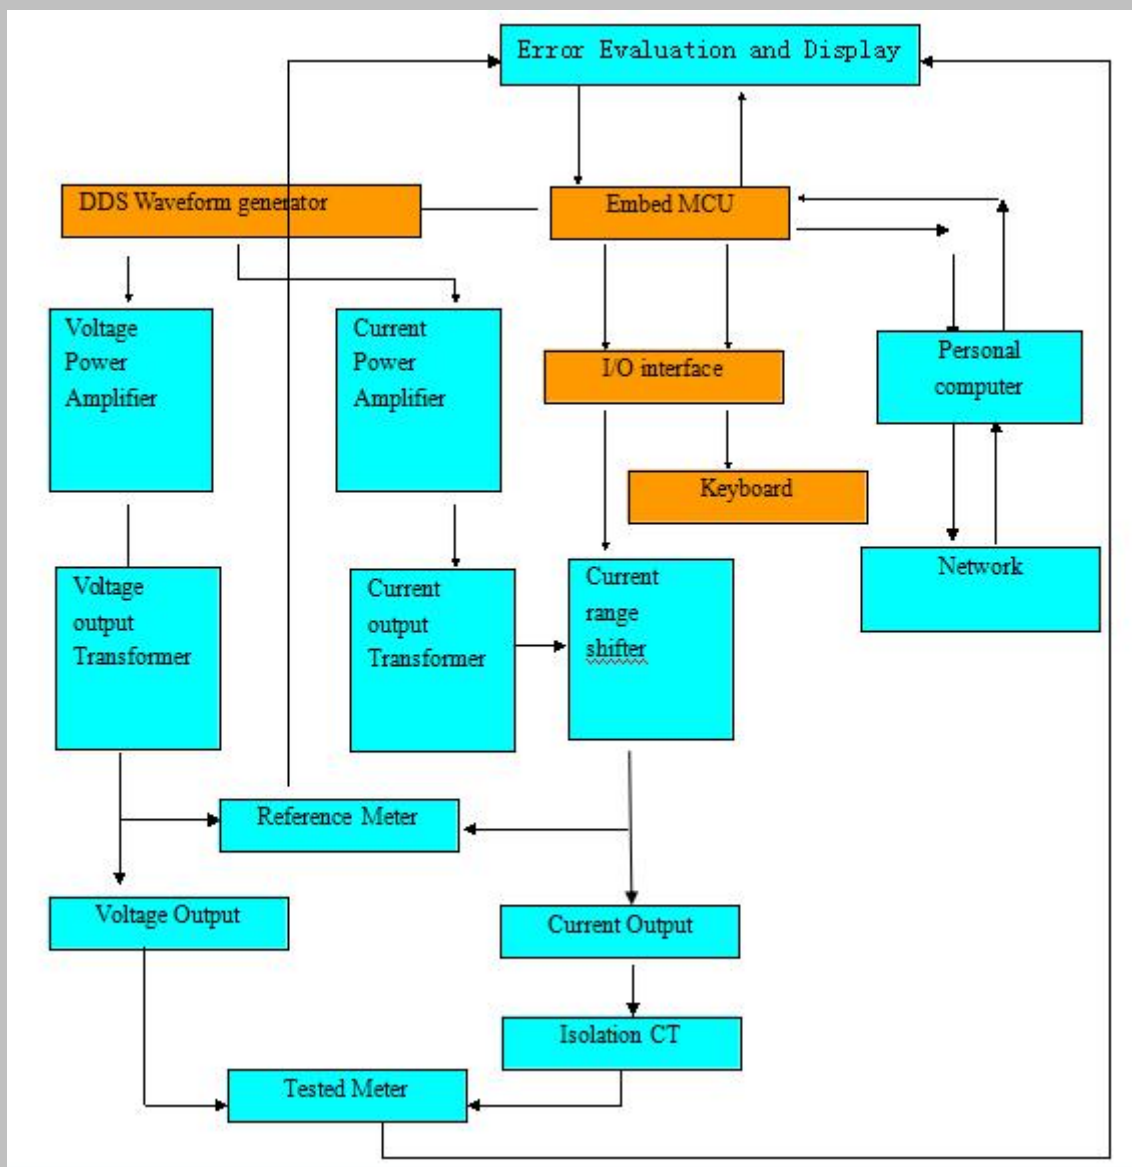 Error Evaluation and Display
DDS Waveform generator
Embed MCU
Voltage
Power
Amplifier
Current
Power
Amplifier
I/O interface
Personal
computer
Keyboard
Voltage
output
Transformer
Current
output
Transformer
Current
range
shifter
Network
Reference Meter
Voltage Output
Current Output
Isolation CT
Tested Meter